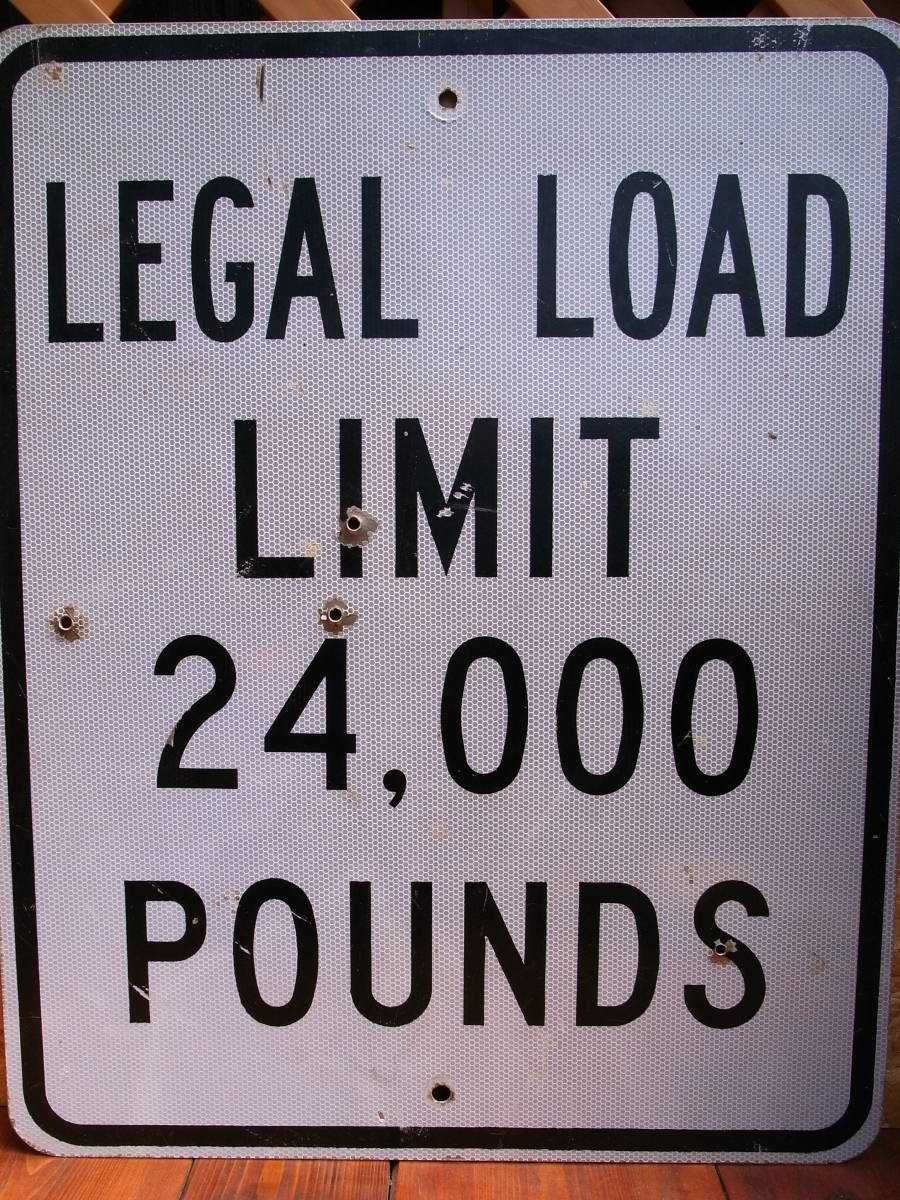 LEGAL LOAD
LIMIT
24,000
POUNDS